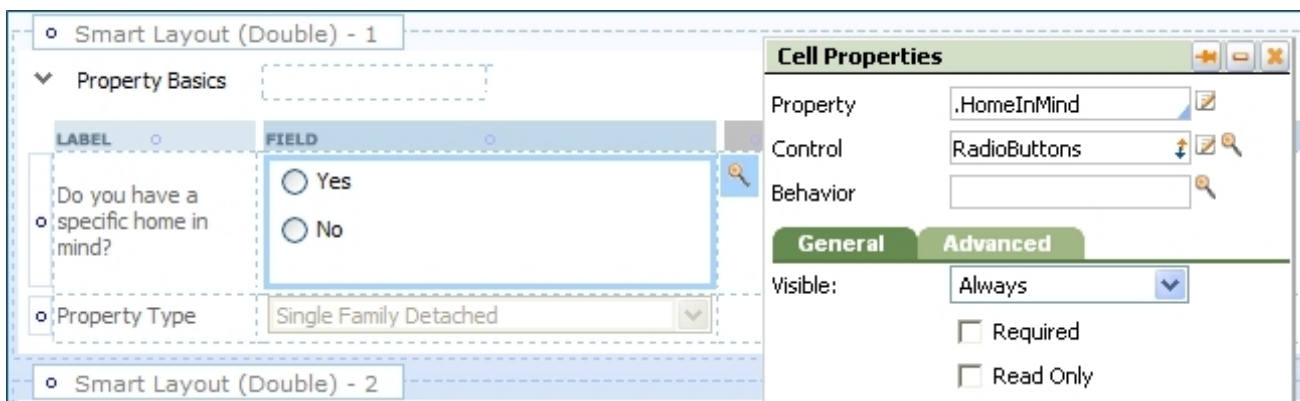 Smart Layout (Double) - 1
Property Basics
LABEL
FIELD
Do you have a
specific home in
mind?
Yes
No
Property Type
Single Family Detached
Smart Layout (Double) - 2
Cell Properties
Property
.HomeInMind
Control
RadioButtons
Behavior
General
Advanced
Visible:
Always
Required
Read Only